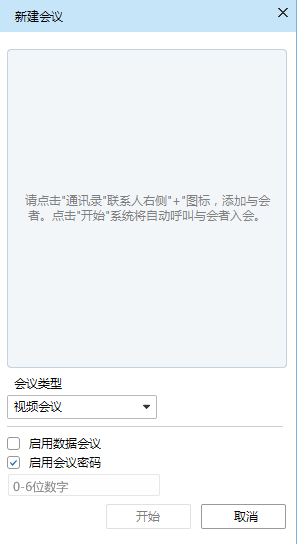 新建会议
请点击"通讯录"联系人右侧"+"图标，添加与会
者。点击"开始"系统将自动呼叫与会者入会。
会议类型
视频会议
启用数据会议
启用会议密码
0-6位数字
开始 取消